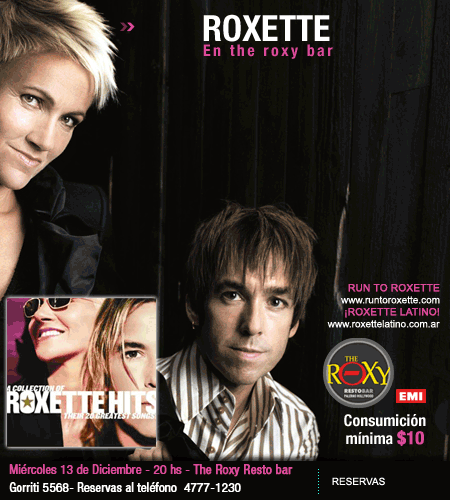 ROXETTE
En the roxy bar
RUN TO ROXETTE
www.runtoroxette.com
¡ROXETTE LATINO!
www.roxettelatino.com.ar
A COLLECTION OF
ROXETTE HITS
THEIR 20 GREATEST SONGS!
THE
ROXY
RESTOBAR
PALERMO HOLLYWOOD
EMI
Consumición
mínima $10
Miércoles 13 de Diciembre - 20 hs - The Roxy Resto bar
Gorriti 5568- Reservas al teléfono 4777-1230
RESERVAS